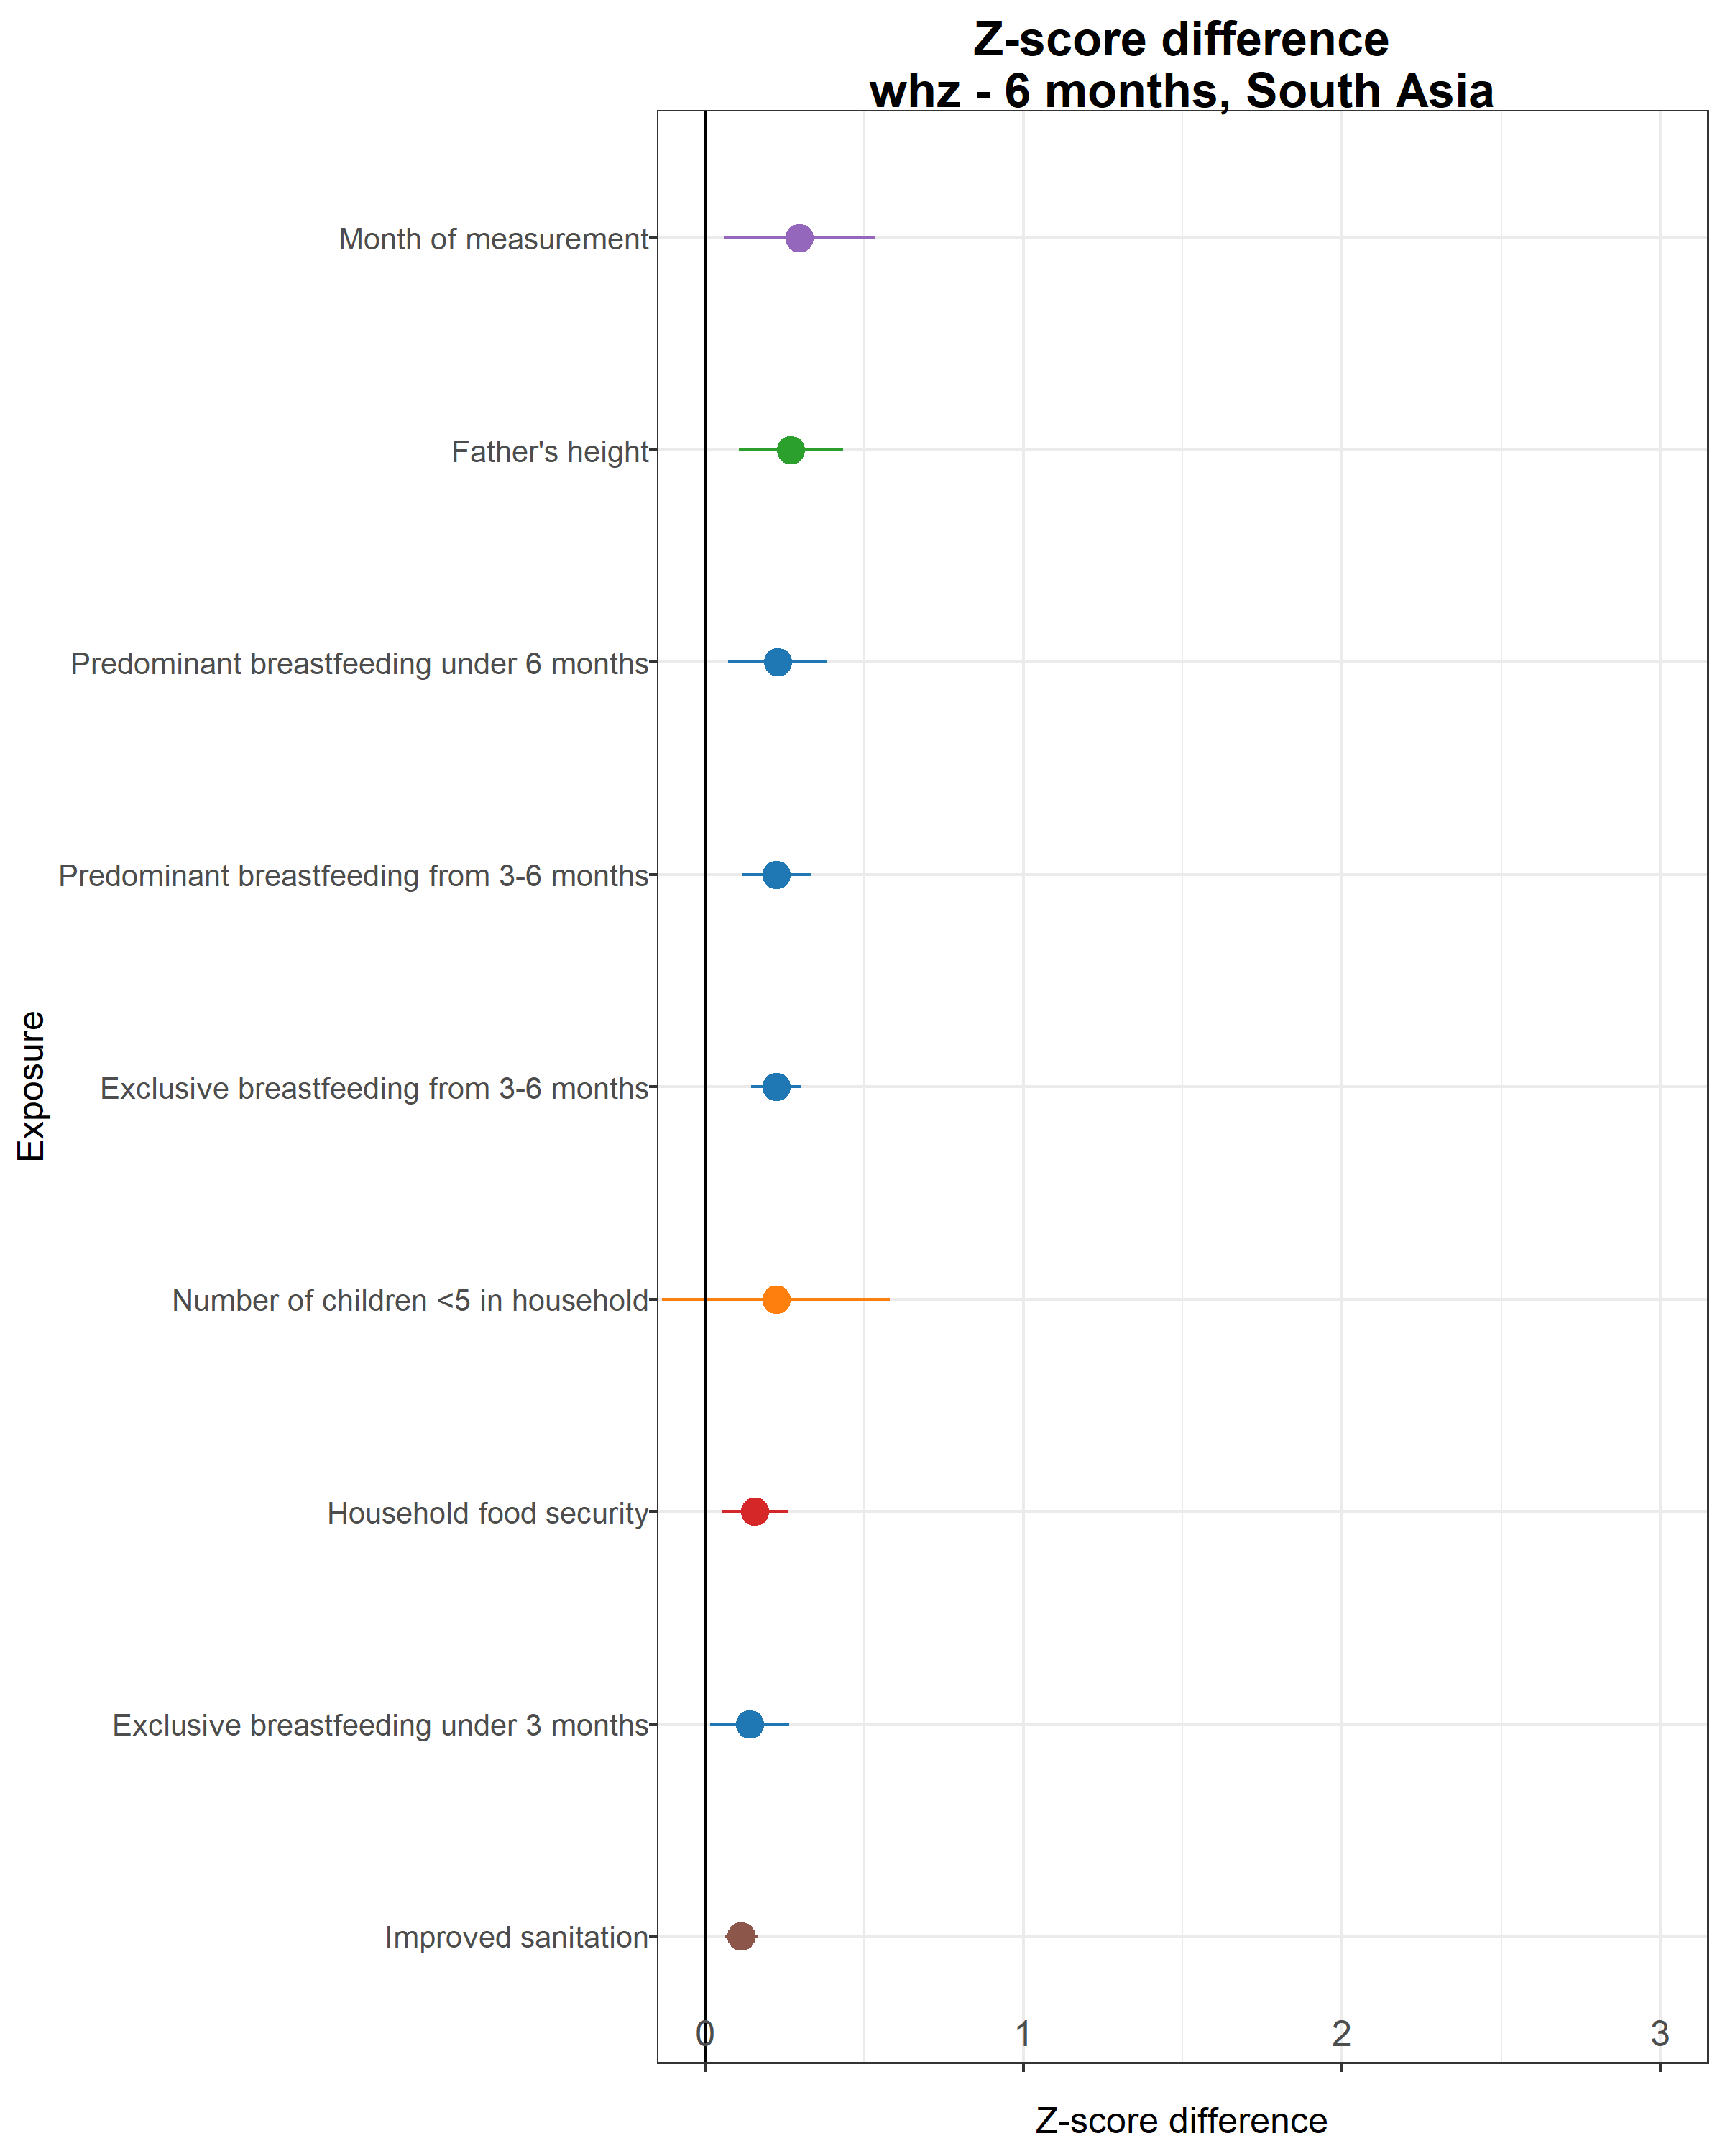 Z-score difference
whz - 6 months, South Asia
Month of measurement
Father's height
Predominant breastfeeding under 6 months
Predominant breastfeeding from 3-6 months
Exclusive breastfeeding from 3-6 months
Number of children <5 in household
Household food security
Exclusive breastfeeding under 3 months
Improved sanitation
Exposure
0 1 2 3
Z-score difference